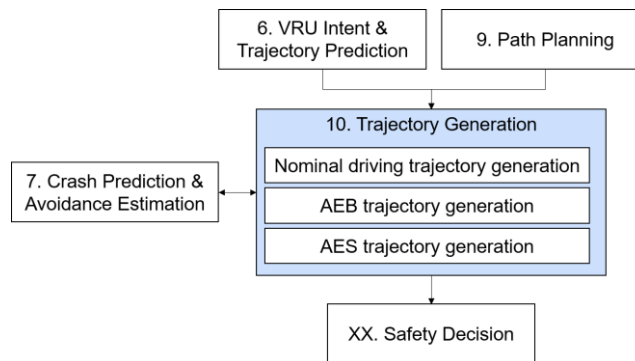 6. VRU Intent &
Trajectory Prediction
9. Path Planning
10. Trajectory Generation
Nominal driving trajectory generation
7. Crash Prediction &
Avoidance Estimation
AEB trajectory generation
AES trajectory generation
XX. Safety Decision